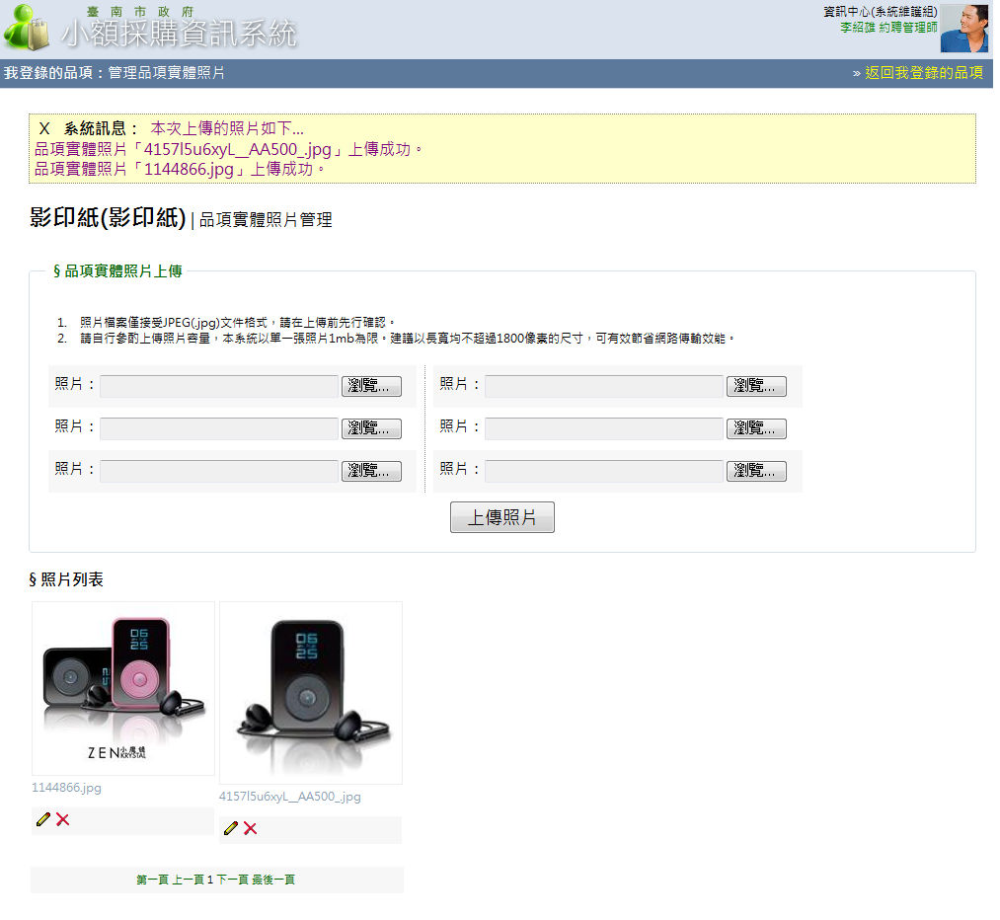 臺南市政府
小額採購資訊系統
資訊中心(系統維護組)
李紹雄 約聘管理師
我登錄的品項：管理品項實體照片
» 返回我登錄的品項
X 系統訊息： 本次上傳的照片如下...
品項實體照片「4157l5u6xyL__AA500_.jpg」上傳成功。
品項實體照片「1144866.jpg」上傳成功。
影印紙(影印紙) | 品項實體照片管理
§ 品項實體照片上傳
1. 照片檔案僅接受JPEG(.jpg)文件格式，請在上傳前先行確認。
2. 請自行參酌上傳照片容量，本系統以單一張照片1mb為限。建議以長寬均不超過1800像素的尺寸，可有效節省網路傳輸效能。
照片： 瀏覽... 照片： 瀏覽...
照片： 瀏覽... 照片： 瀏覽...
照片： 瀏覽... 照片： 瀏覽...
上傳照片
§ 照片列表
06
25
ZEN小魔鏡
KRYSTAL
06
25
1144866.jpg
4157l5u6xyL__AA500_.jpg
第一頁 上一頁 1 下一頁 最後一頁